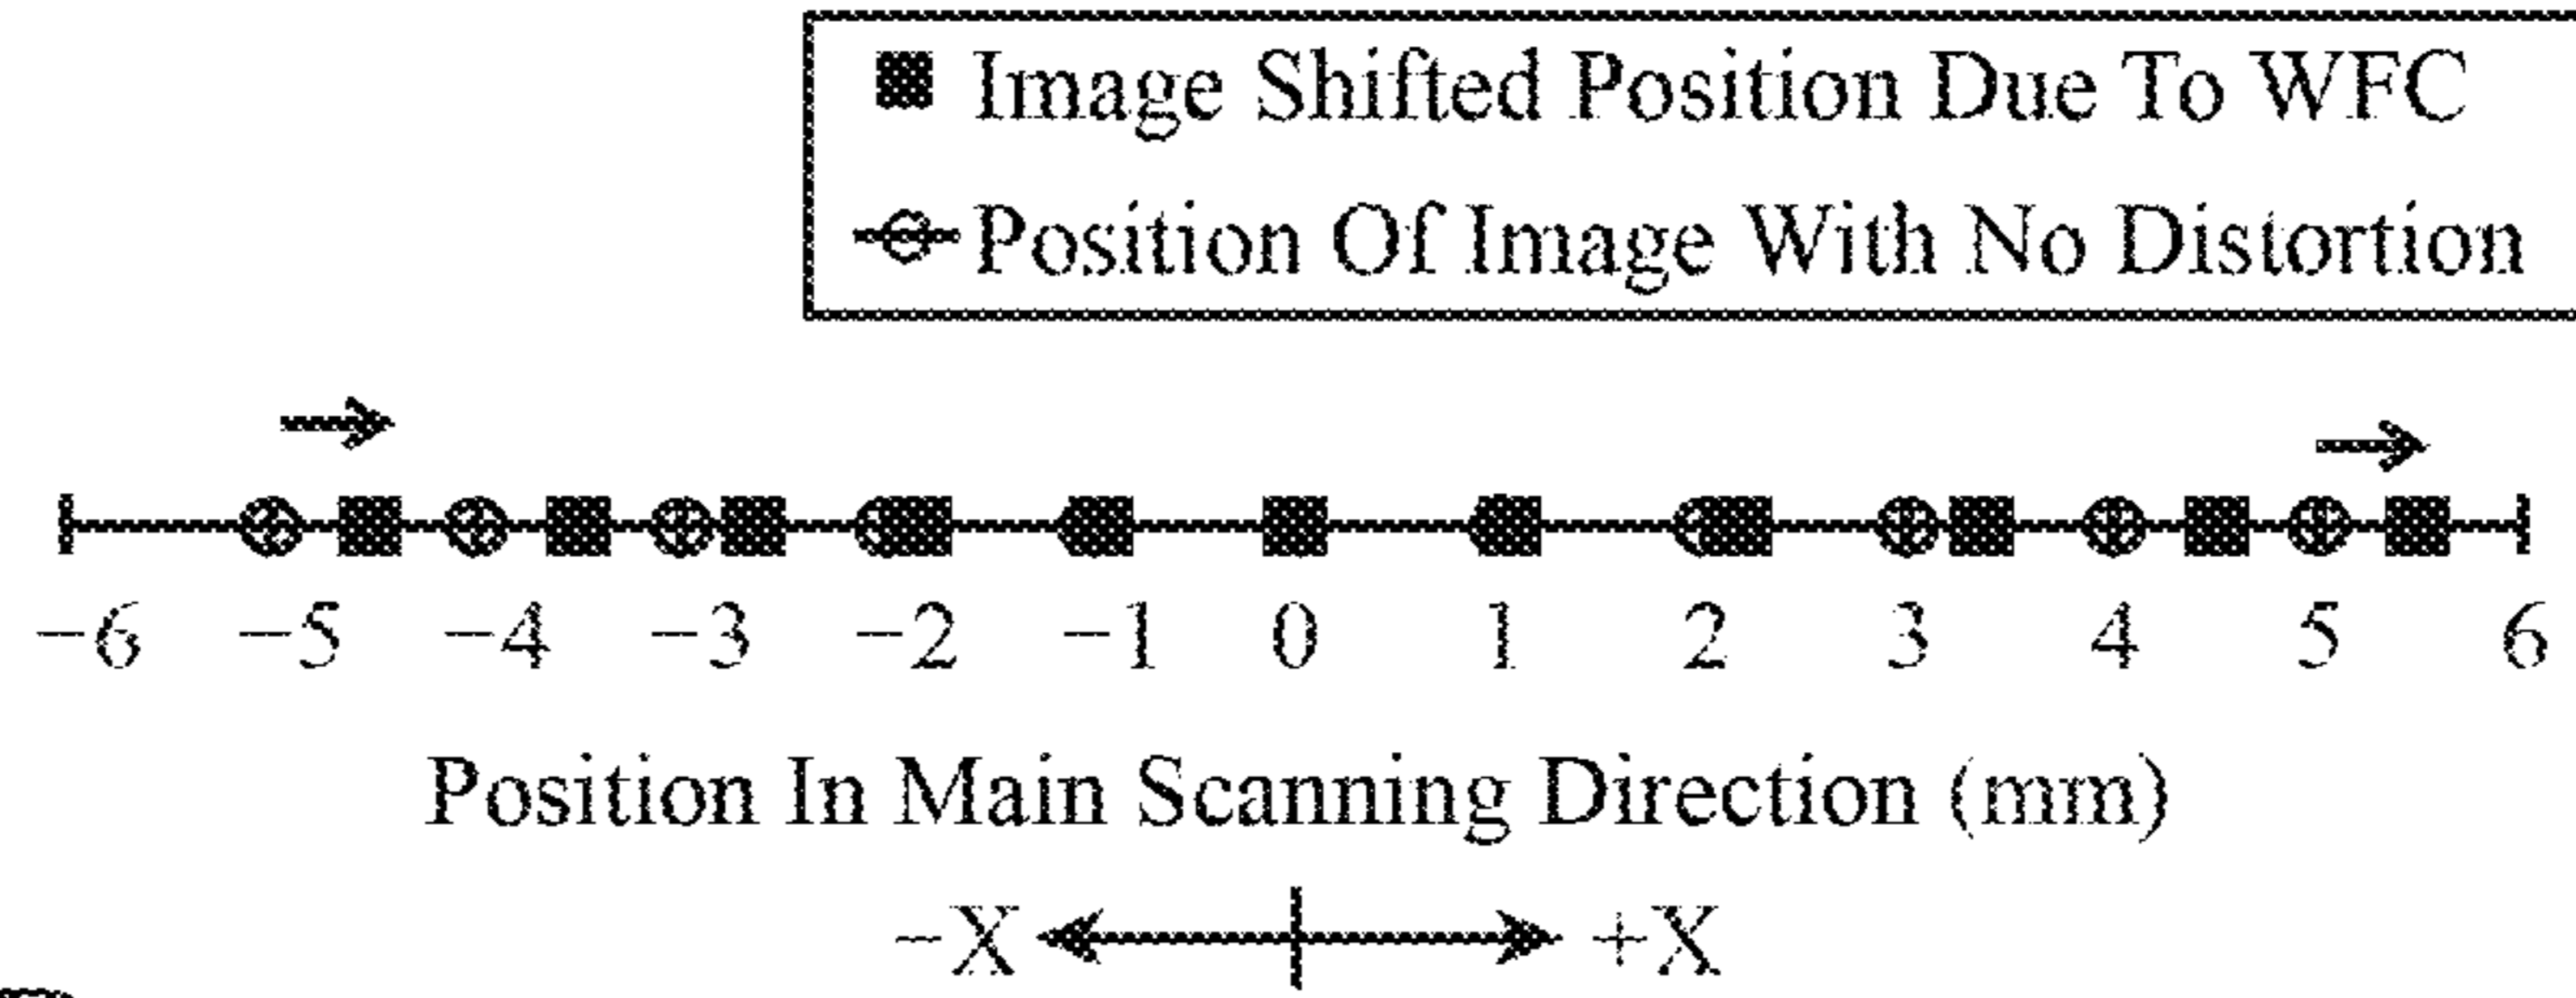 Image Shifted Position Due To WFC
Position Of Image With No Distortion
−6 −5 −4 −3 −2 −1 0 1 2 3 4 5 6
Position In Main Scanning Direction (mm)
−X +X